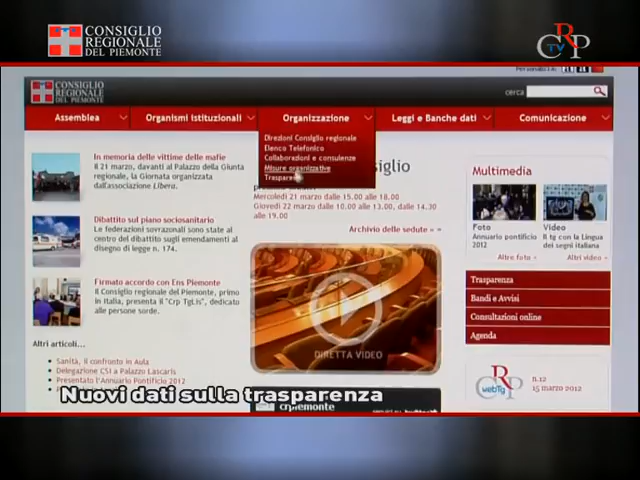 CONSIGLIO
REGIONALE
DEL PIEMONTE
CRP
TV
CONSIGLIO
REGIONALE
DEL PIEMONTE
cerca
Assemblea
Organismi istituzionali
Organizzazione
Leggi e Banche dati
Comunicazione
Direzioni Consiglio regionale
Elenco Telefonico
Collaborazioni e consulenze
Misure organizzative
In memoria delle vittime delle mafie
Il 21 marzo, davanti al Palazzo della Giunta
regionale, la Giornata organizzata
dall'associazione Libera.
Dibattito sul piano sociosanitario
Le federazioni sovrazonali sono state al
centro del dibattito sugli emendamenti al
disegno di legge n. 174.
Firmato accordo con Ens Piemonte
Il Consiglio regionale del Piemonte, primo
in Italia, presenta il "Crp TgLis", dedicato
alle persone sorde.
Altri articoli...
Sanità, il confronto in Aula
Delegazione CSI a Palazzo Lascaris
Presentato l'Annuario Pontificio 2012
Mercoledì 21 marzo dalle 15.00 alle 18.00
Giovedì 22 marzo dalle 10.00 alle 13.00, dalle 14.30
alle 19.00
Archivio delle sedute » »
DIRETTA VIDEO
crpiemonte
Multimedia
Foto
Annuario pontificio
2012
Altre foto »
Video
Il tg con la Lingua
dei segni italiana
Altri video »
Trasparenza
Bandi e Avvisi
Consultazioni online
Agenda
CRP
webTg
n.12
15 marzo 2012
Nuovi dati sulla trasparenza